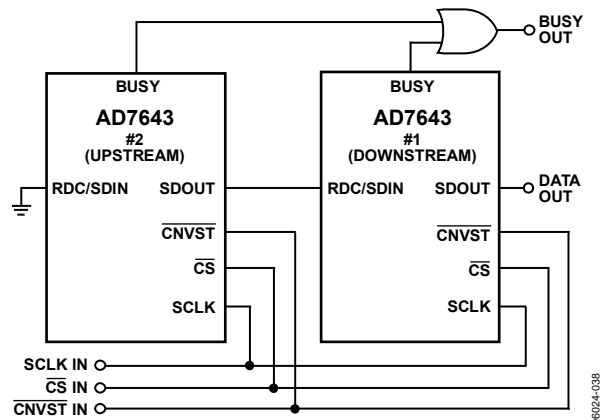 BUSY
OUT
BUSY
BUSY
AD7643
#2
(UPSTREAM)
AD7643
#1
(DOWNSTREAM)
RDC/SDIN
SDOUT
RDC/SDIN
SDOUT
DATA
OUT
CNVST
CNVST
CS
CS
SCLK
SCLK
SCLK IN
CS IN
CNVST IN
06024-038